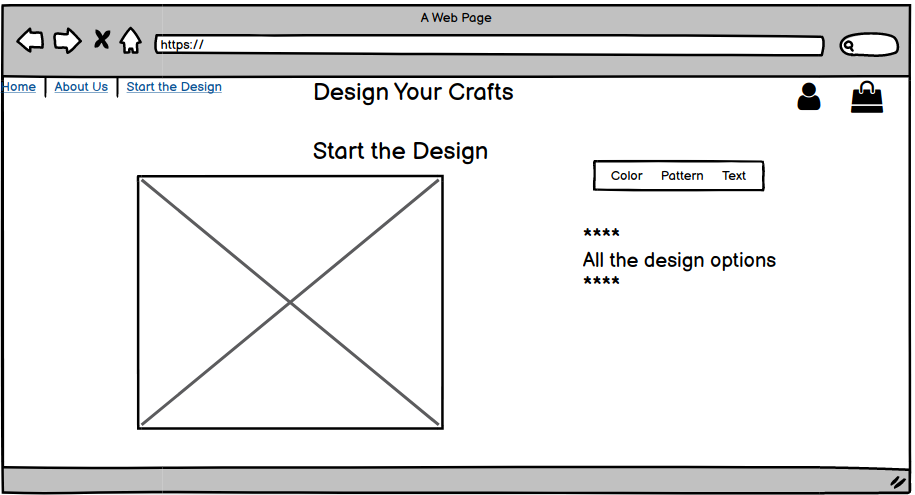 A Web Page
https://
Home | About Us | Start the Design
Design Your Crafts
Start the Design
Color Pattern Text
****
All the design options
****